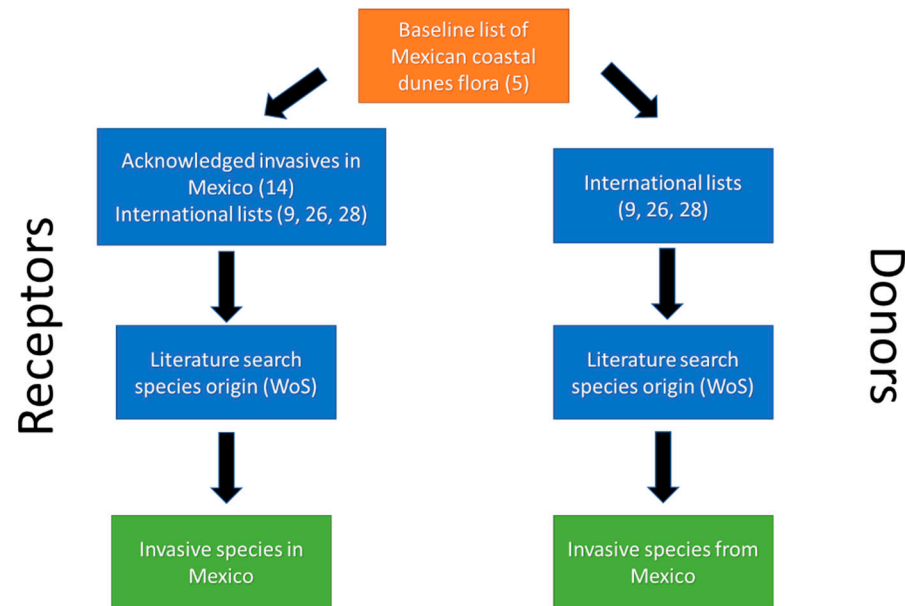 Baseline list of
Mexican coastal
dunes flora (5)
Receptors
Acknowledged invasives in
Mexico (14)
International lists (9, 26, 28)
Literature search
species origin (WoS)
Invasive species in
Mexico
International lists
(9, 26, 28)
Literature search
species origin (WoS)
Invasive species from
Mexico
Donors